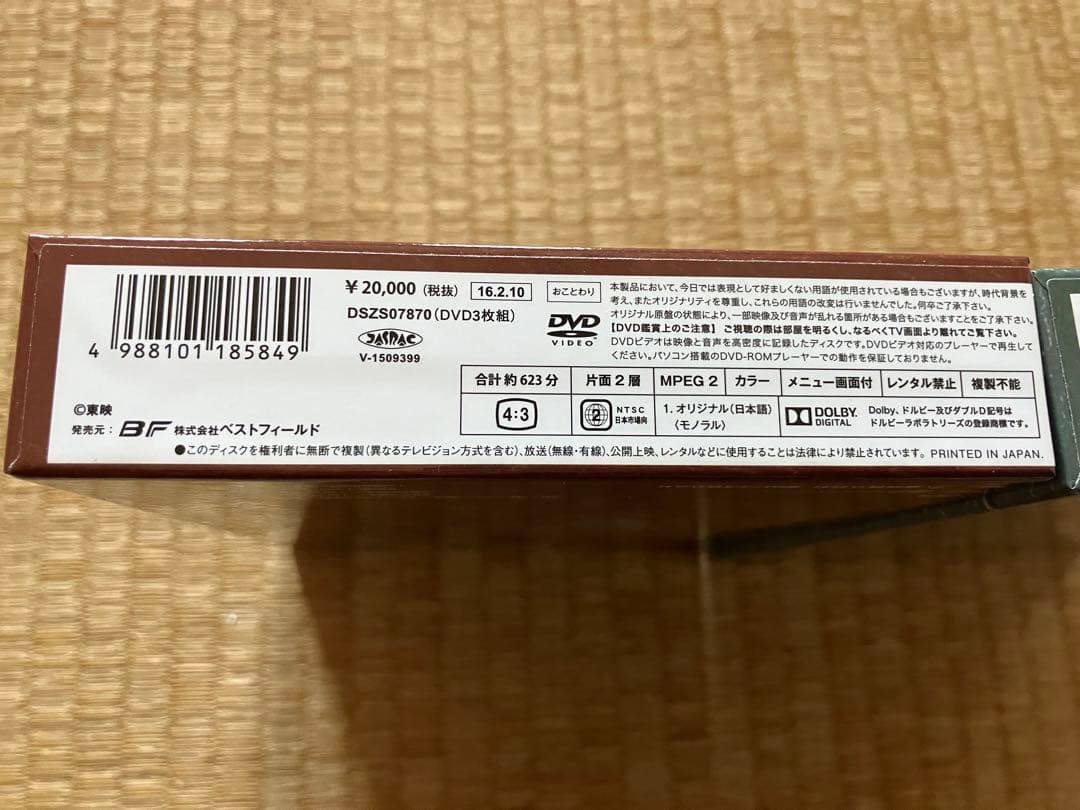 4 988101 185849
¥20,000 (税抜) 16.2.10
DSZS07870(DVD3枚組)
JASRAC
V-1509399
©東映
発売元: BF 株式会社ベストフィールド
おことわり
本製品において、今日では表現として好ましくない用語が使用されている場合もございますが、時代背景を
考え、またオリジナリティを尊重し、これらの用語の改変は行いませんでした。何卒ご了承下さい。
オリジナル原盤の状態により、一部映像及び音声が乱れる箇所がある場合もございますことをご了承下さい。
DVD VIDEO
【DVD鑑賞上のご注意】 ご視聴の際は部屋を明るくし、なるべくTV画面より離れてご覧下さい。
DVDビデオは映像と音声を高密度に記録したディスクです。DVDビデオ対応のプレーヤーで再生して
ください。パソコン搭載のDVD-ROMプレーヤーでの動作を保証しておりません。
合計 約 623 分 片面 2 層 MPEG 2 カラー メニュー画面付 レンタル禁止 複製不能
4:3 2 NTSC 日本市場向 1. オリジナル(日本語) (モノラル) DOLBY DIGITAL
Dolby、ドルビー及びダブルD記号は
ドルビーラボラトリーズの登録商標です。
●このディスクを権利者に無断で複製(異なるテレビジョン方式を含む)、放送(無線・有線)、公開上映、レンタルなどに使用することは法律により禁止されています。 PRINTED IN JAPAN.